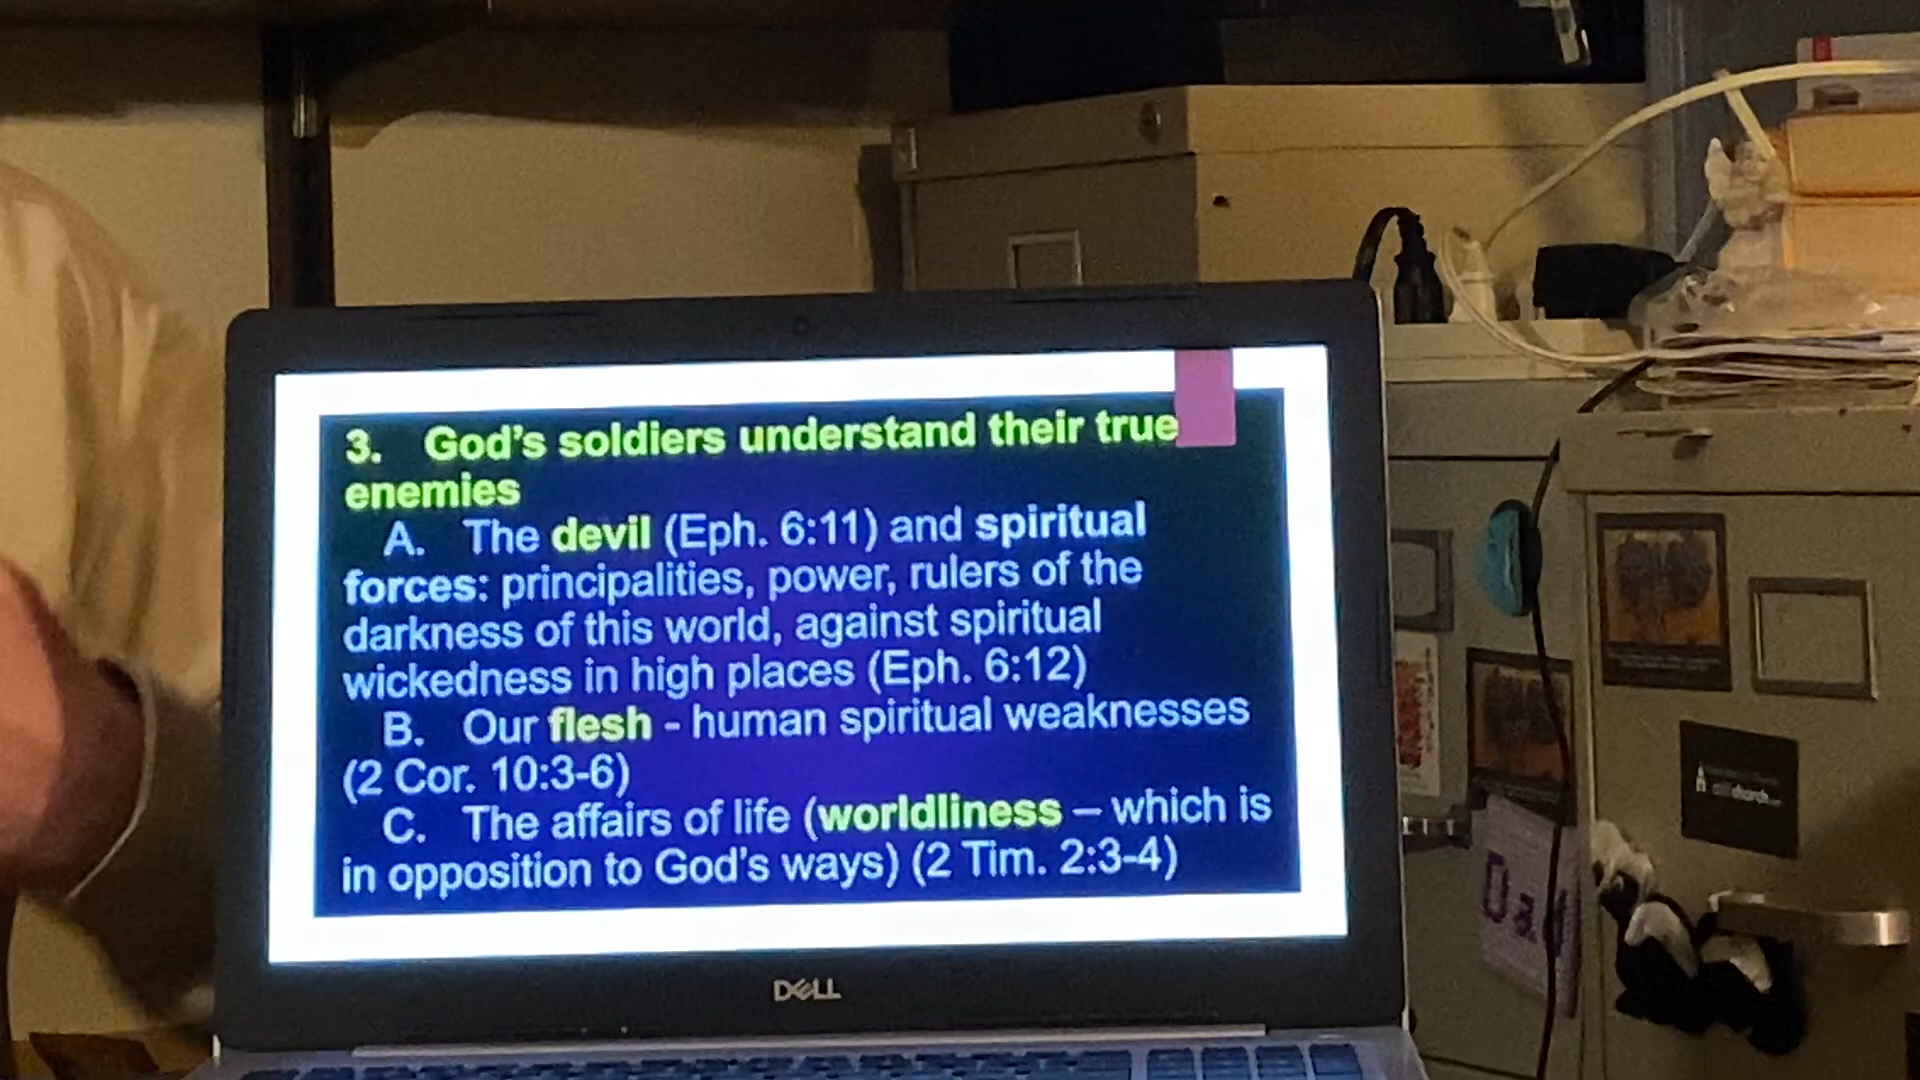 3. God's soldiers understand their true
enemies
A. The devil (Eph. 6:11) and spiritual
forces: principalities, power, rulers of the
darkness of this world, against spiritual
wickedness in high places (Eph. 6:12)
B. Our flesh - human spiritual weaknesses
(2 Cor. 10:3-6)
C. The affairs of life (worldliness – which is
in opposition to God's ways) (2 Tim. 2:3-4)
DELL